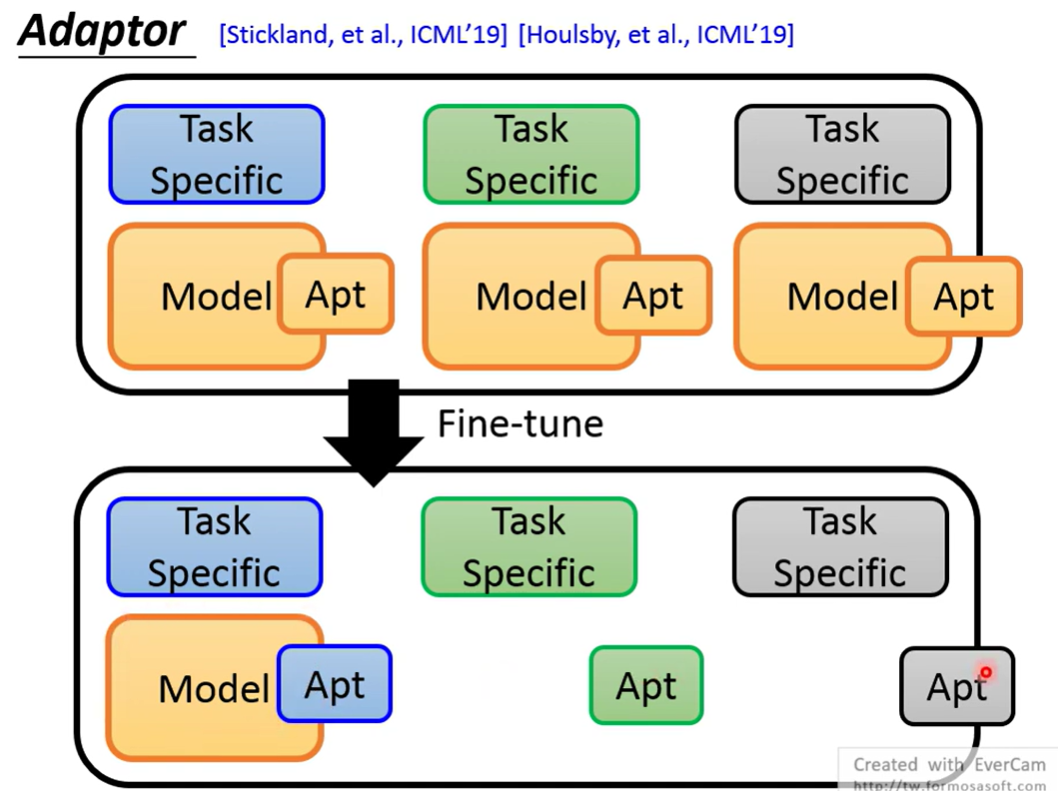 Adaptor [Stickland, et al., ICML'19] [Houlsby, et al., ICML'19]
Task Specific
Task Specific
Task Specific
Model Apt
Model Apt
Model Apt
Fine-tune
Task Specific
Task Specific
Task Specific
Model Apt
Apt
Apt
Created with EverCam
http://tw.formosasoft.com